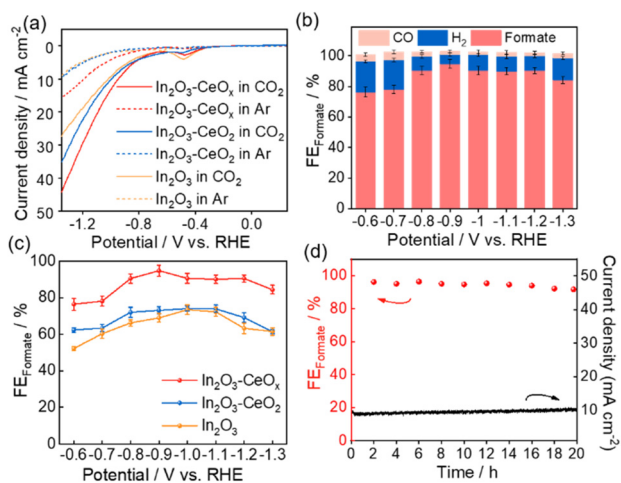 (a)
Current density / mA cm⁻²
0
10
20
30
40
50
In₂O₃-CeOₓ in CO₂
In₂O₃-CeOₓ in Ar
In₂O₃-CeO₂ in CO₂
In₂O₃-CeO₂ in Ar
In₂O₃ in CO₂
In₂O₃ in Ar
-1.2 -0.8 -0.4 0.0
Potential / V vs. RHE
(b)
CO H₂ Formate
FE_Formate / %
100
80
60
40
20
0
-0.6 -0.7 -0.8 -0.9 -1 -1.1 -1.2 -1.3
Potential / V vs. RHE
(c)
FE_Formate / %
100
80
60
40
20
0
In₂O₃-CeOₓ
In₂O₃-CeO₂
In₂O₃
-0.6 -0.7 -0.8 -0.9 -1.0 -1.1 -1.2 -1.3
Potential / V vs. RHE
(d)
FE_Formate / %
100
80
60
40
20
0
50
40
30
20
10
0
Current density (mA cm⁻²)
0 2 4 6 8 10 12 14 16 18 20
Time / h